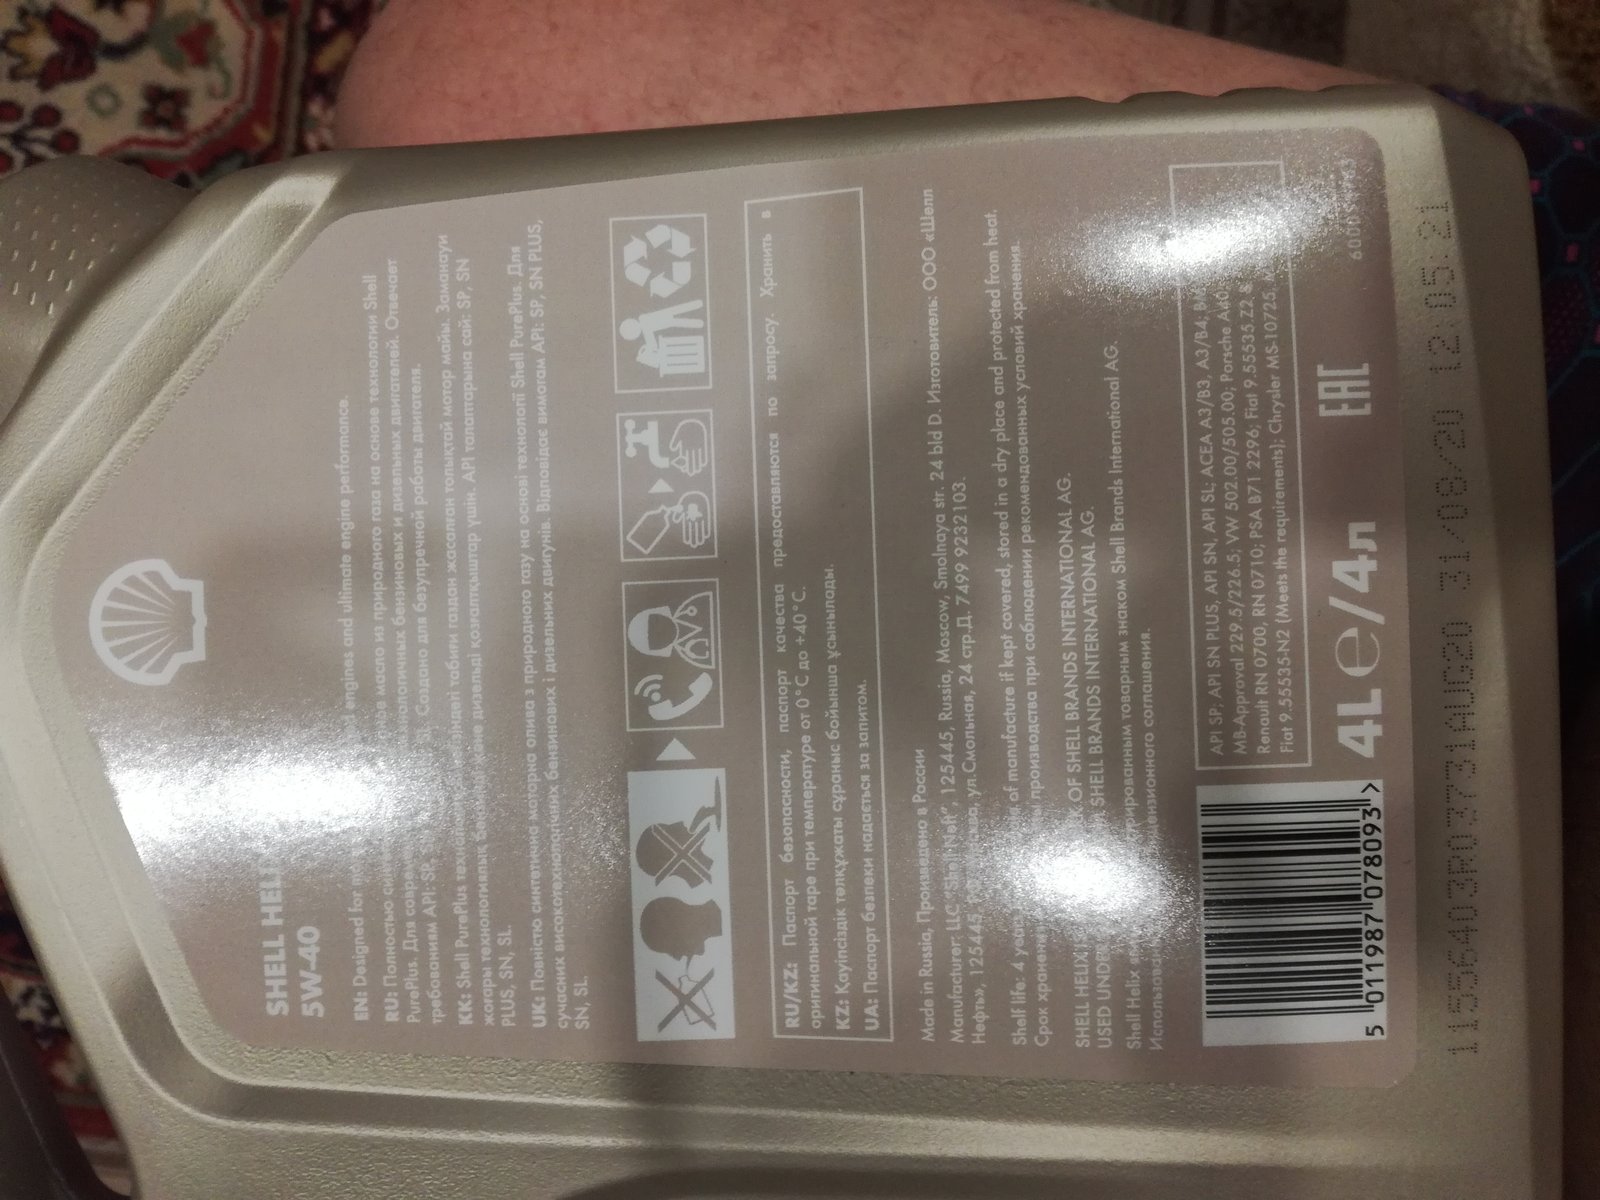 SHELL HELIX
5W-40
EN: Designed for engines and ultimate engine performance.
RU: Полностью масло из природного газа на основе технологии Shell
PurePlus. Для бензиновых и дизельных двигателей. Отвечает
требованиям API: SP, Создано для безупречной работы двигателя.
KK: Shell PurePlus табиғи газдан жасалған толықтай мотор майы. Заманауи
жоғары технологиялық дизельді қозғалтқыштар үшін. API талаптарына сай: SP, SN
PLUS, SN, SL.
UK: Повністю синтетична моторна олива з природного газу на основі технології Shell PurePlus. Для
сучасних високотехнологічних бензинових і дизельних двигунів. Відповідає вимогам API: SP, SN PLUS,
SN, SL
RU/KZ: Паспорт безопасности, паспорт качества предоставляются по запросу. Хранить в
оригинальной таре при температуре от 0°C до +40°C.
KZ: Қауіпсіздік төлқұжаты сұраныс бойынша ұсынылады.
UA: Паспорт безпеки надається за запитом.
Made in Russia, Произведено в России
Manufacturer: LLC "Shell Neft", 125445, Russia, Moscow, Smolnaya str. 24 bld D. Изготовитель: ООО «Шелл
Нефть», 125445, ул.Смольная, 24 стр.Д. 7499 9232103.
Shelf life: 4 years of manufacture if kept covered, stored in a dry place and protected from heat.
Срок хранения производства при соблюдении рекомендованных условий хранения.
SHELL HELIX OF SHELL BRANDS INTERNATIONAL AG.
USED UNDER SHELL BRANDS INTERNATIONAL AG.
Shell Helix товарным знаком Shell Brands International AG.
соглашения.
API SP, API SN PLUS, API SN, API SL; ACEA A3/B3, A3/B4,
MB-Approval 229.5/226.5; VW 502.00/505.00; Porsche A40;
Renault RN 0700, RN 0710; PSA B71 2296; Fiat 9.55535-Z2
Fiat 9.55535-N2 (Meets the requirements); Chrysler MS-10725,
5 011987 078093 >
4L e/4л
EAC
31/08/20 12:05:21